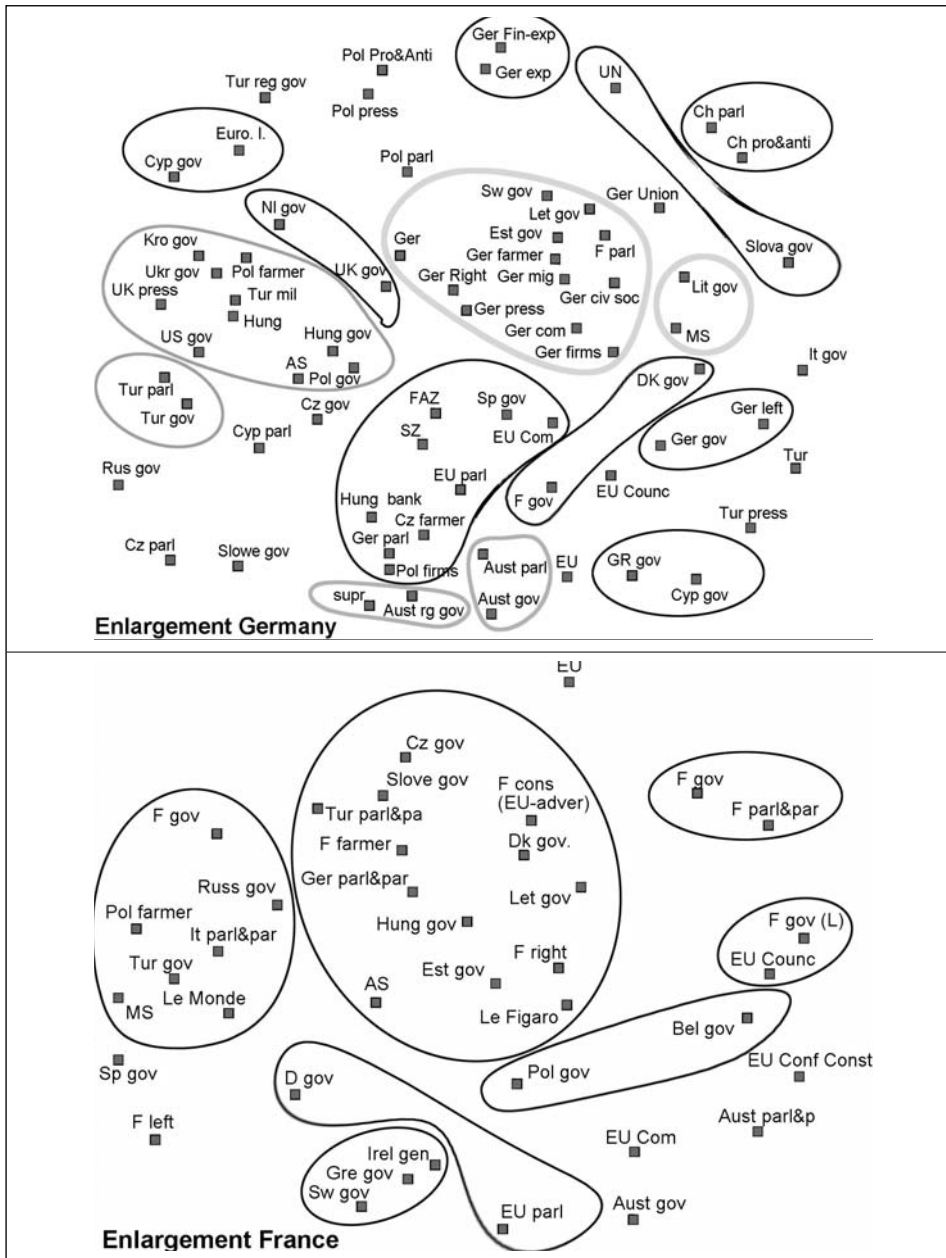 Ger Fin-exp
Ger exp
Pol Pro&Anti
Tur reg gov
Pol press
UN
Ch parl
Ch pro&anti
Euro. l.
Cyp gov
Pol parl
Nl gov
Sw gov
Let gov
Ger Union
Est gov
F parl
Kro gov
Ger
Ger farmer
Slova gov
Ukr gov
Pol farmer
UK gov
Ger Right
Ger mig
Lit gov
UK press
Tur mil
Ger civ soc
Hung
Ger press
Ger com
MS
US gov
Hung gov
Ger firms
It gov
AS
Pol gov
DK gov
Tur parl
Tur gov
Cz gov
FAZ
Sp gov
Ger left
SZ
EU Com
Cyp parl
Ger gov
Rus gov
EU parl
F gov
EU Counc
Tur
Hung bank
Cz farmer
Tur press
Cz parl
Slowe gov
Ger parl
Pol firms
Aust parl
EU
GR gov
Cyp gov
supr
Aust rg gov
Aust gov
Enlargement Germany
EU
Cz gov
Slove gov
F cons
(EU-adver)
F gov
F parl&par
Tur parl&pa
F gov
F farmer
Dk gov.
Ger parl&par
Let gov
Russ gov
Pol farmer
Hung gov
F gov (L)
It parl&par
F right
EU Counc
Tur gov
Est gov
AS
MS
Le Monde
Le Figaro
Bel gov
Sp gov
Pol gov
EU Conf Const
D gov
F left
Aust parl&p
EU Com
Irel gen
Gre gov
Sw gov
EU parl
Aust gov
Enlargement France